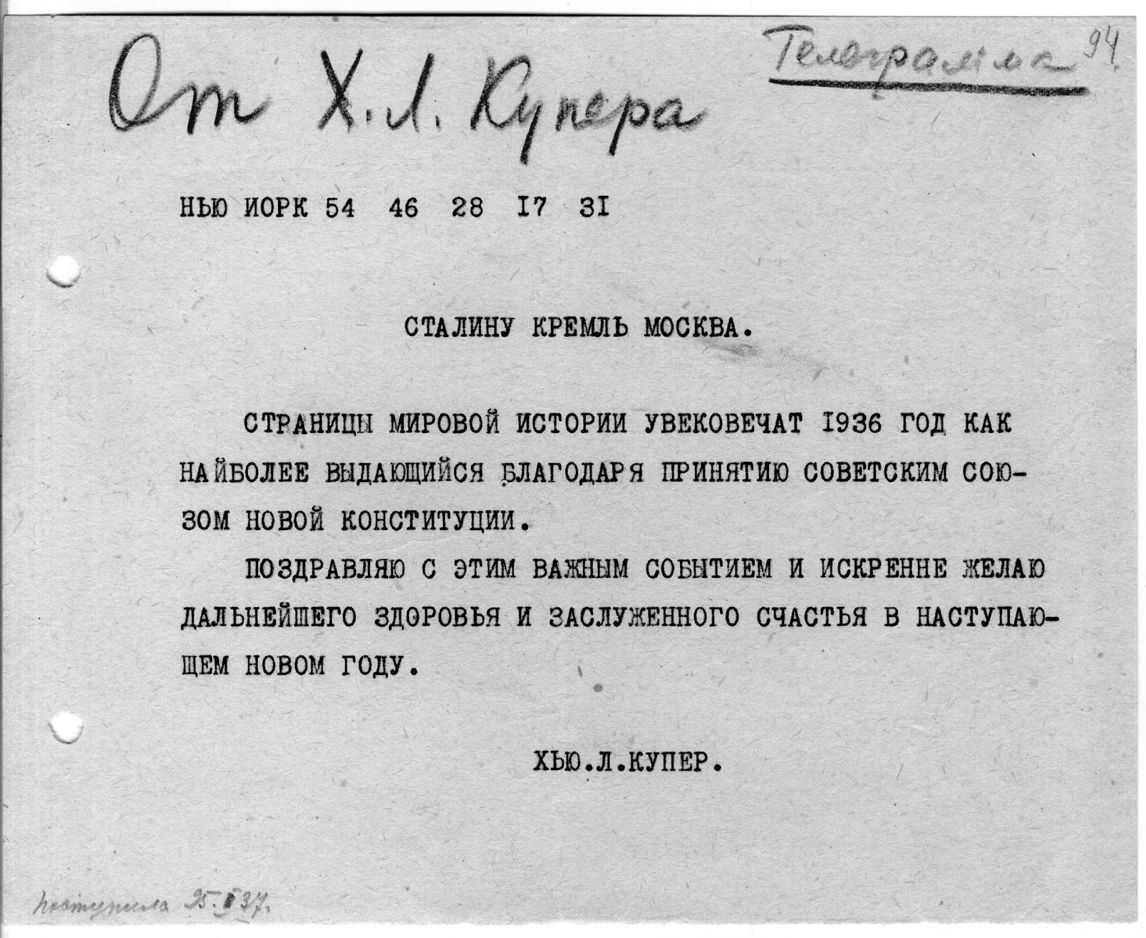 Телеграмма 94.
От Х. Л. Купера
НЬЮ ИОРК 54 46 28 I7 3I
СТАЛИНУ КРЕМЛЬ МОСКВА.
СТРАНИЦЫ МИРОВОЙ ИСТОРИИ УВЕКОВЕЧАТ I936 ГОД КАК
НАЙБОЛЕЕ ВЫДАЮЩИЙСЯ БЛАГОДАРЯ ПРИНЯТИЮ СОВЕТСКИМ СОЮ-
ЗОМ НОВОЙ КОНСТИТУЦИИ.
ПОЗДРАВЛЯЮ С ЭТИМ ВАЖНЫМ СОБЫТИЕМ И ИСКРЕННЕ ЖЕЛАЮ
ДАЛЬНЕЙШЕГО ЗДОРОВЬЯ И ЗАСЛУЖЕННОГО СЧАСТЬЯ В НАСТУПАЮ-
ЩЕМ НОВОМ ГОДУ.
ХЬЮ.Л.КУПЕР.
поступила